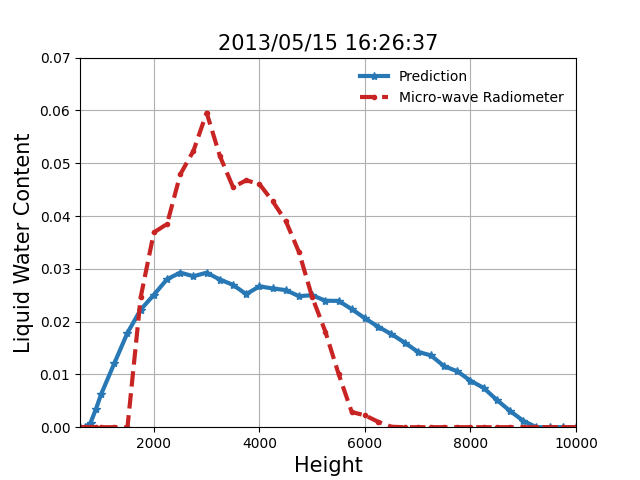 2013/05/15 16:26:37
Prediction
Micro-wave Radiometer
Liquid Water Content
0.07
0.06
0.05
0.04
0.03
0.02
0.01
0.00
2000 4000 6000 8000 10000
Height